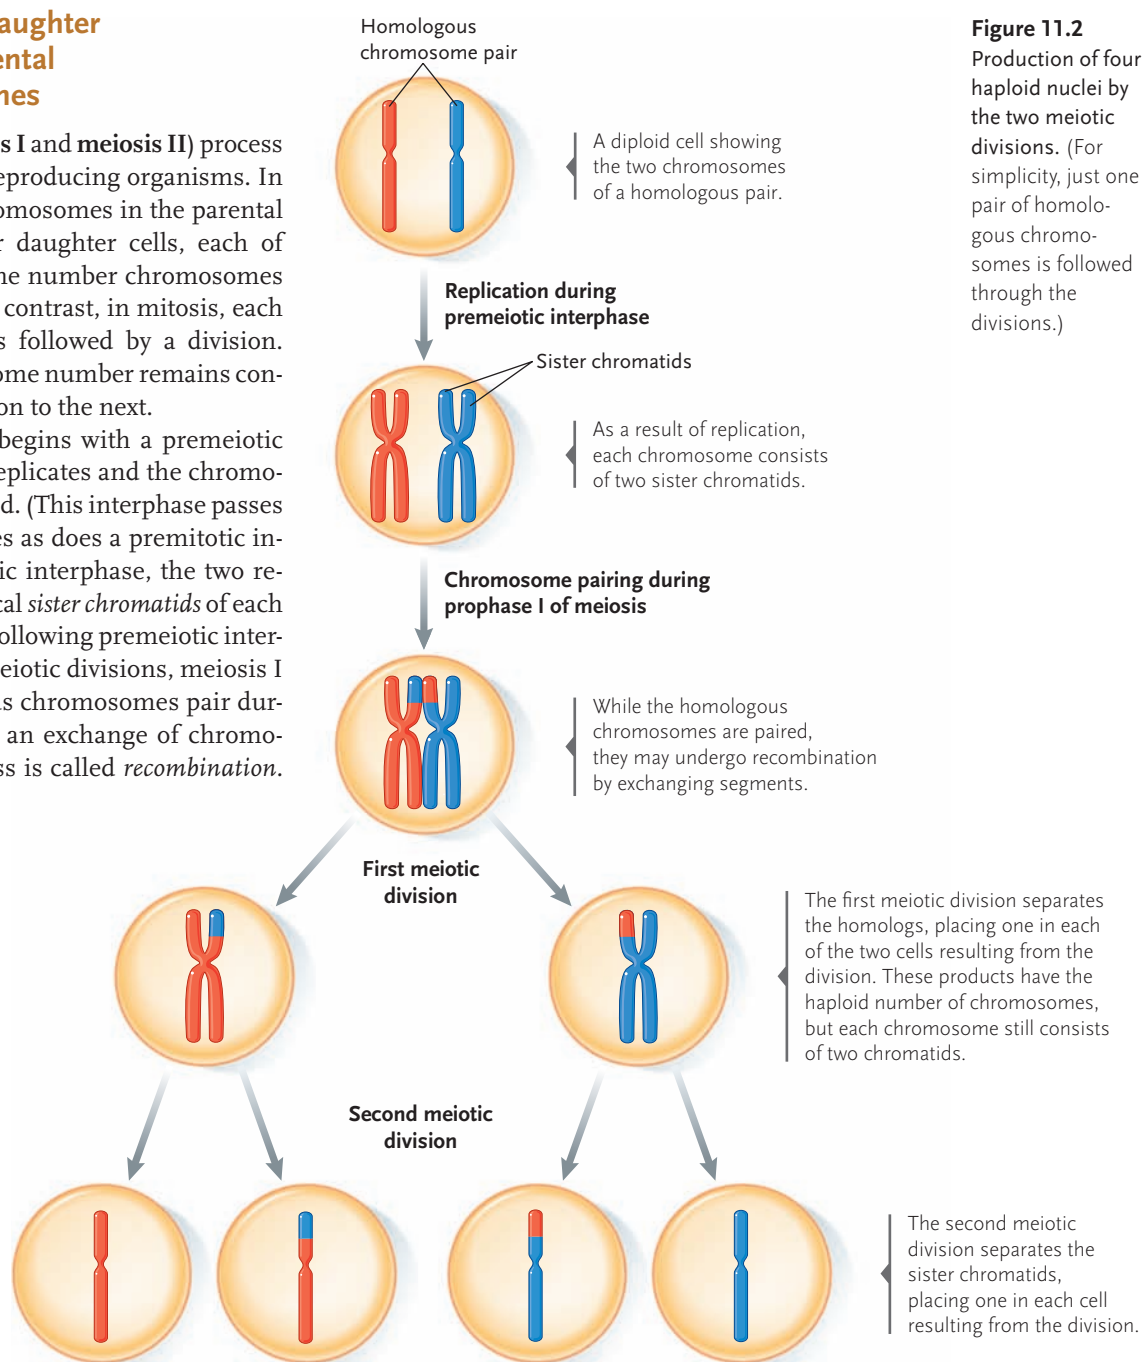 aughter
ental
nes
s I and meiosis II) process
eproducing organisms. In
omosomes in the parental
r daughter cells, each of
ne number chromosomes
contrast, in mitosis, each
s followed by a division.
ome number remains con-
on to the next.
begins with a premeiotic
eplicates and the chromo-
d. (This interphase passes
es as does a premitotic in-
ic interphase, the two re-
cal sister chromatids of each
ollowing premeiotic inter-
eiotic divisions, meiosis I
us chromosomes pair dur-
an exchange of chromo-
ss is called recombination.
Homologous
chromosome pair
A diploid cell showing
the two chromosomes
of a homologous pair.
Replication during
premeiotic interphase
Sister chromatids
As a result of replication,
each chromosome consists
of two sister chromatids.
Chromosome pairing during
prophase I of meiosis
While the homologous
chromosomes are paired,
they may undergo recombination
by exchanging segments.
First meiotic
division
The first meiotic division separates
the homologs, placing one in each
of the two cells resulting from the
division. These products have the
haploid number of chromosomes,
but each chromosome still consists
of two chromatids.
Second meiotic
division
The second meiotic
division separates the
sister chromatids,
placing one in each cell
resulting from the division.
Figure 11.2
Production of four
haploid nuclei by
the two meiotic
divisions. (For
simplicity, just one
pair of homolo-
gous chromo-
somes is followed
through the
divisions.)